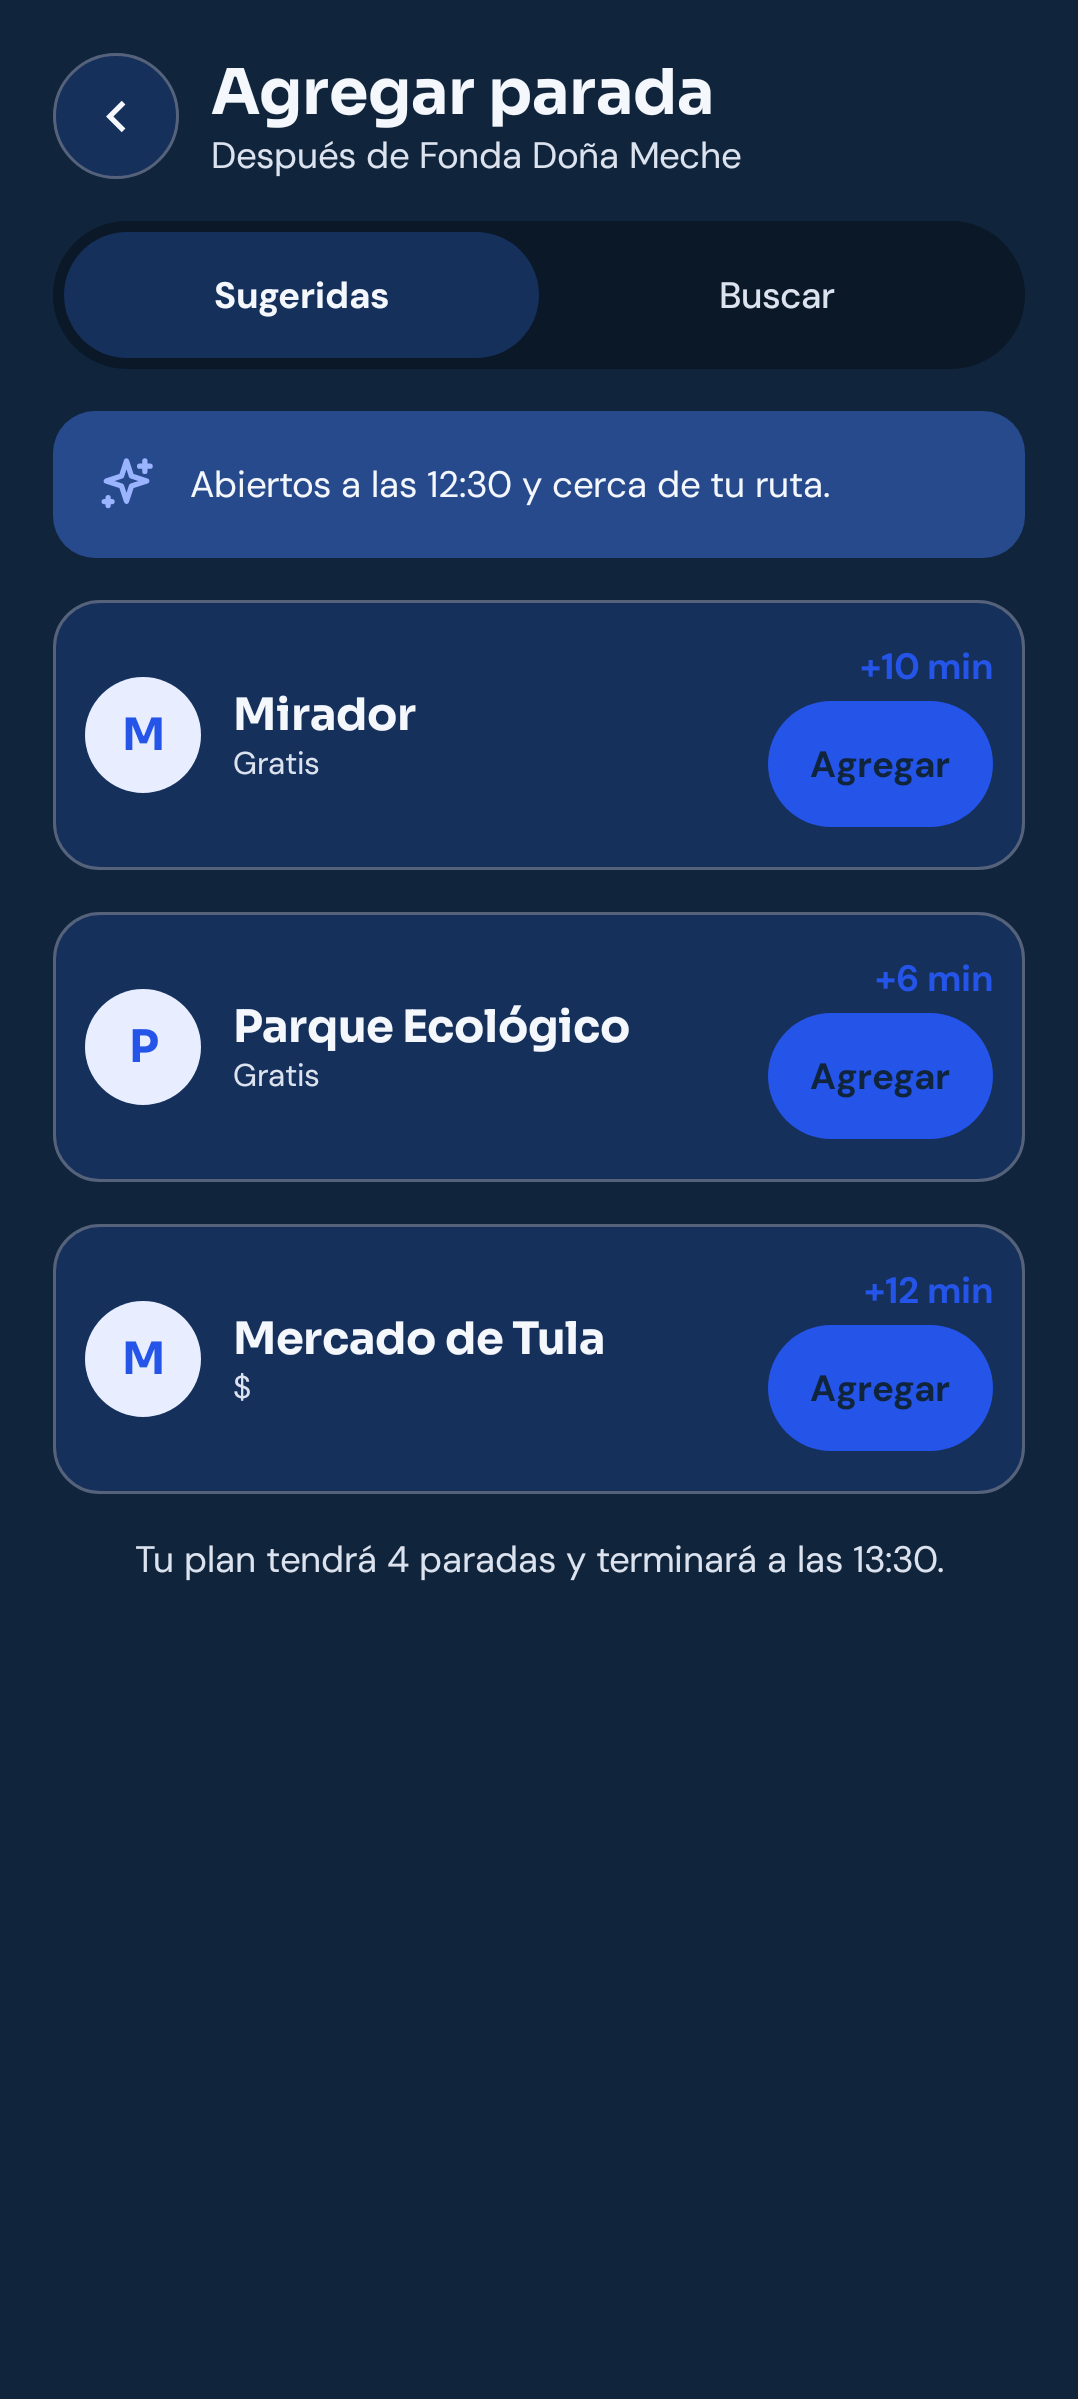 Agregar parada
Después de Fonda Doña Meche
Sugeridas
Buscar
Abiertos a las 12:30 y cerca de tu ruta.
M
Mirador
Gratis
+10 min
Agregar
P
Parque Ecológico
Gratis
+6 min
Agregar
M
Mercado de Tula
$
+12 min
Agregar
Tu plan tendrá 4 paradas y terminará a las 13:30.